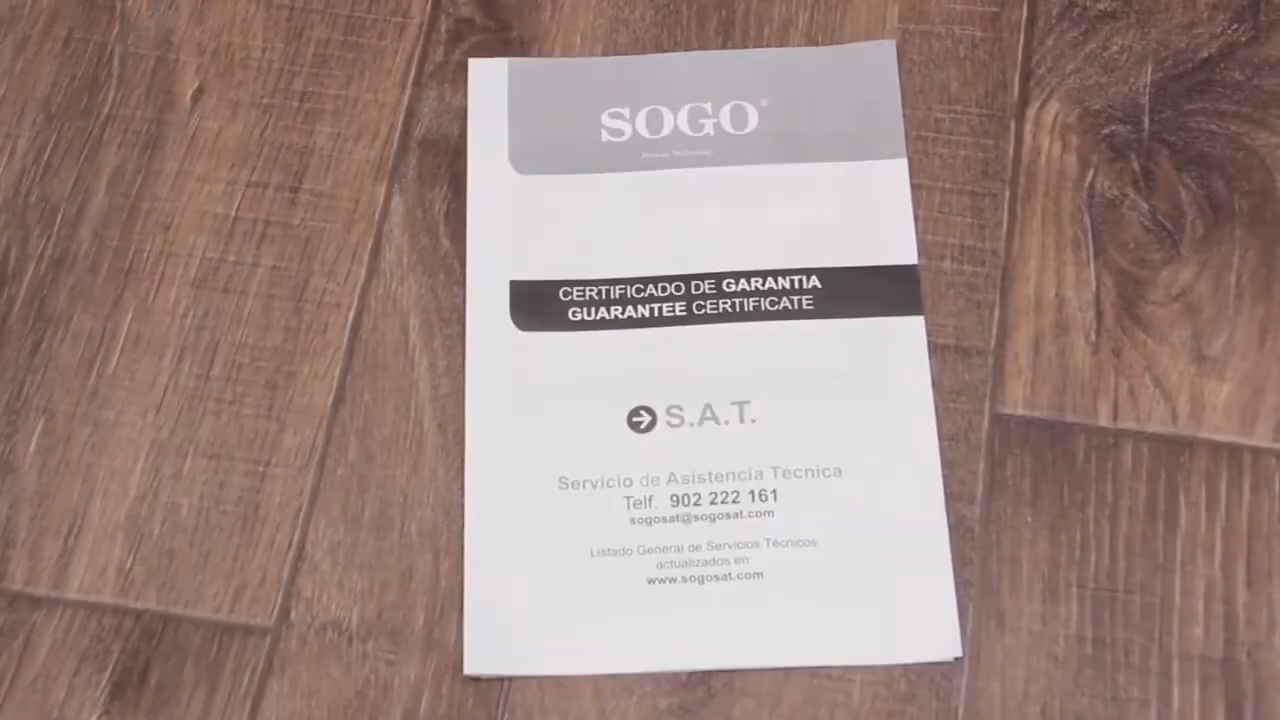 SOGO
CERTIFICADO DE GARANTIA
GUARANTEE CERTIFICATE
S.A.T.
Servicio de Asistencia Técnica
Telf. 902 222 161
sogosat@sogosat.com
Listado General de Servicios Técnicos
actualizados en
www.sogosat.com